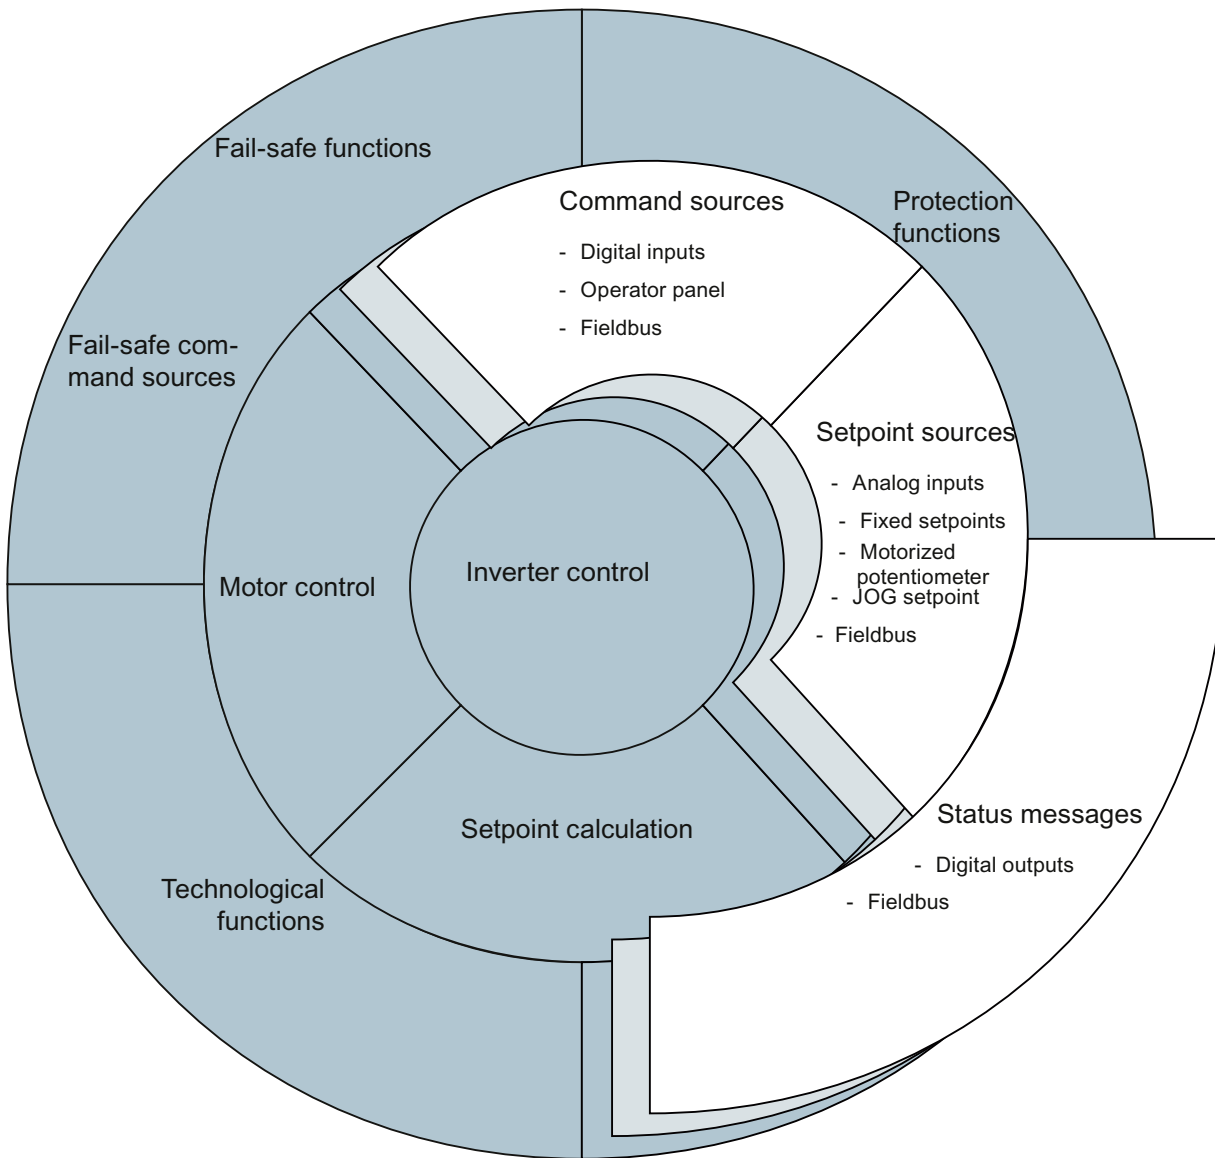 Fail-safe functions
Protection
functions
Command sources
- Digital inputs
- Operator panel
- Fieldbus
Fail-safe com-
mand sources
Setpoint sources
- Analog inputs
- Fixed setpoints
- Motorized
potentiometer
- JOG setpoint
- Fieldbus
Motor control
Inverter control
Setpoint calculation
Status messages
- Digital outputs
- Fieldbus
Technological
functions